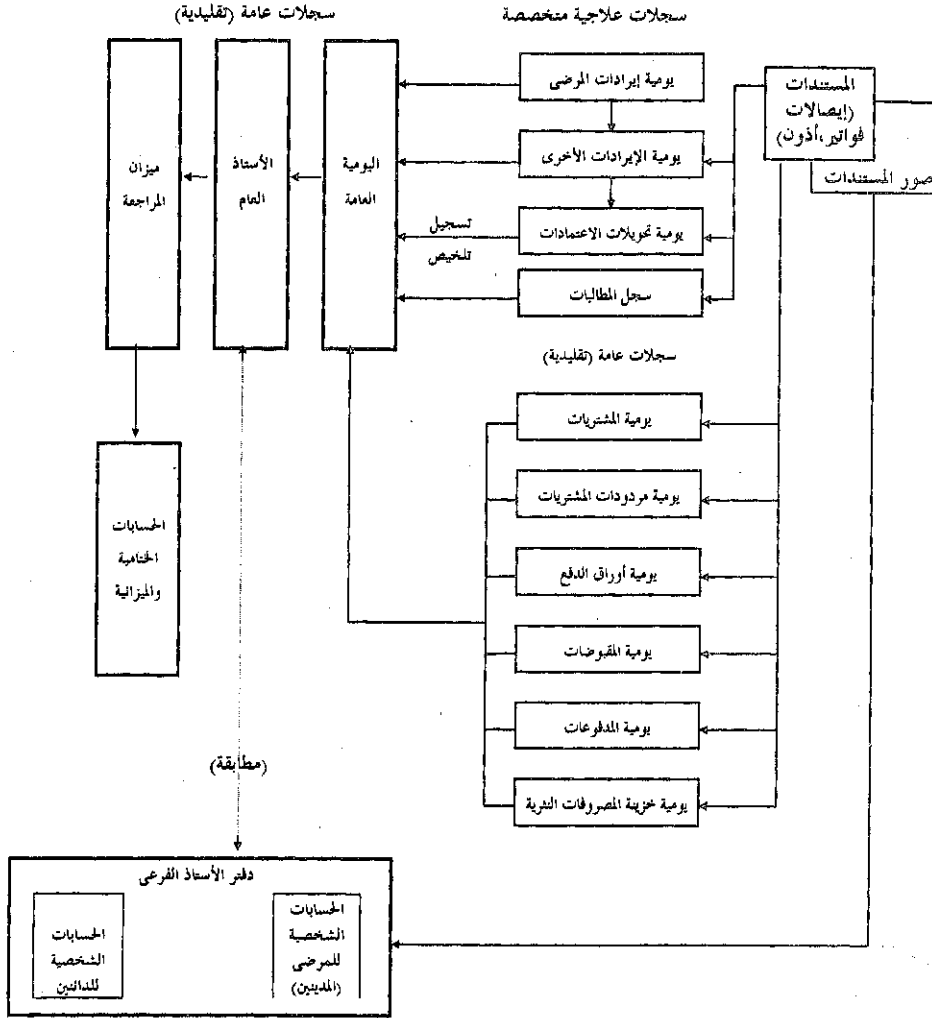 سجلات علاجية متخصصة
سجلات عامة (تقليدية)
المستندات
(إيصالات
فواتير،أذون)
صور المستندات
يومية إيرادات المرضى
يومية الإيرادات الأخرى
يومية تحويلات الاعتمادات
سجل المطالبات
تسجيل
تلخيص
اليومية
العامة
الأستاذ
العام
ميزان
المراجعة
سجلات عامة (تقليدية)
يومية المشتريات
يومية مردودات المشتريات
يومية أوراق الدفع
يومية المقبوضات
يومية المدفوعات
يومية خزينة المصروفات النثرية
الحسابات
الختامية
والميزانية
(مطابقة)
دفتر الأستاذ الفرعى
الحسابات
الشخصية
للمرضى
(المدينين)
الحسابات
الشخصية
للدائنين